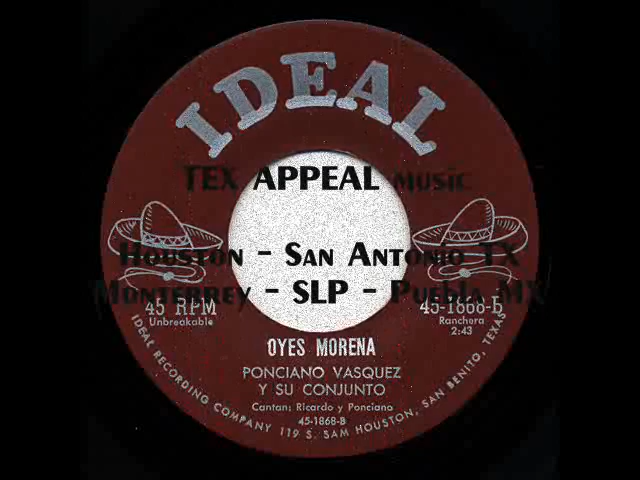 IDEAL
TEX APPEAL MUSIC
HOUSTON - SAN ANTONIO TX
MONTERREY - SLP - PUEBLA MX
45 RPM
Unbreakable
45-1868-B
Ranchera
2:43
OYES MORENA
PONCIANO VASQUEZ
Y SU CONJUNTO
Cantan: Ricardo y Ponciano
45-1868-B
IDEAL RECORDING COMPANY 119 S. SAM HOUSTON, SAN BENITO, TEXAS